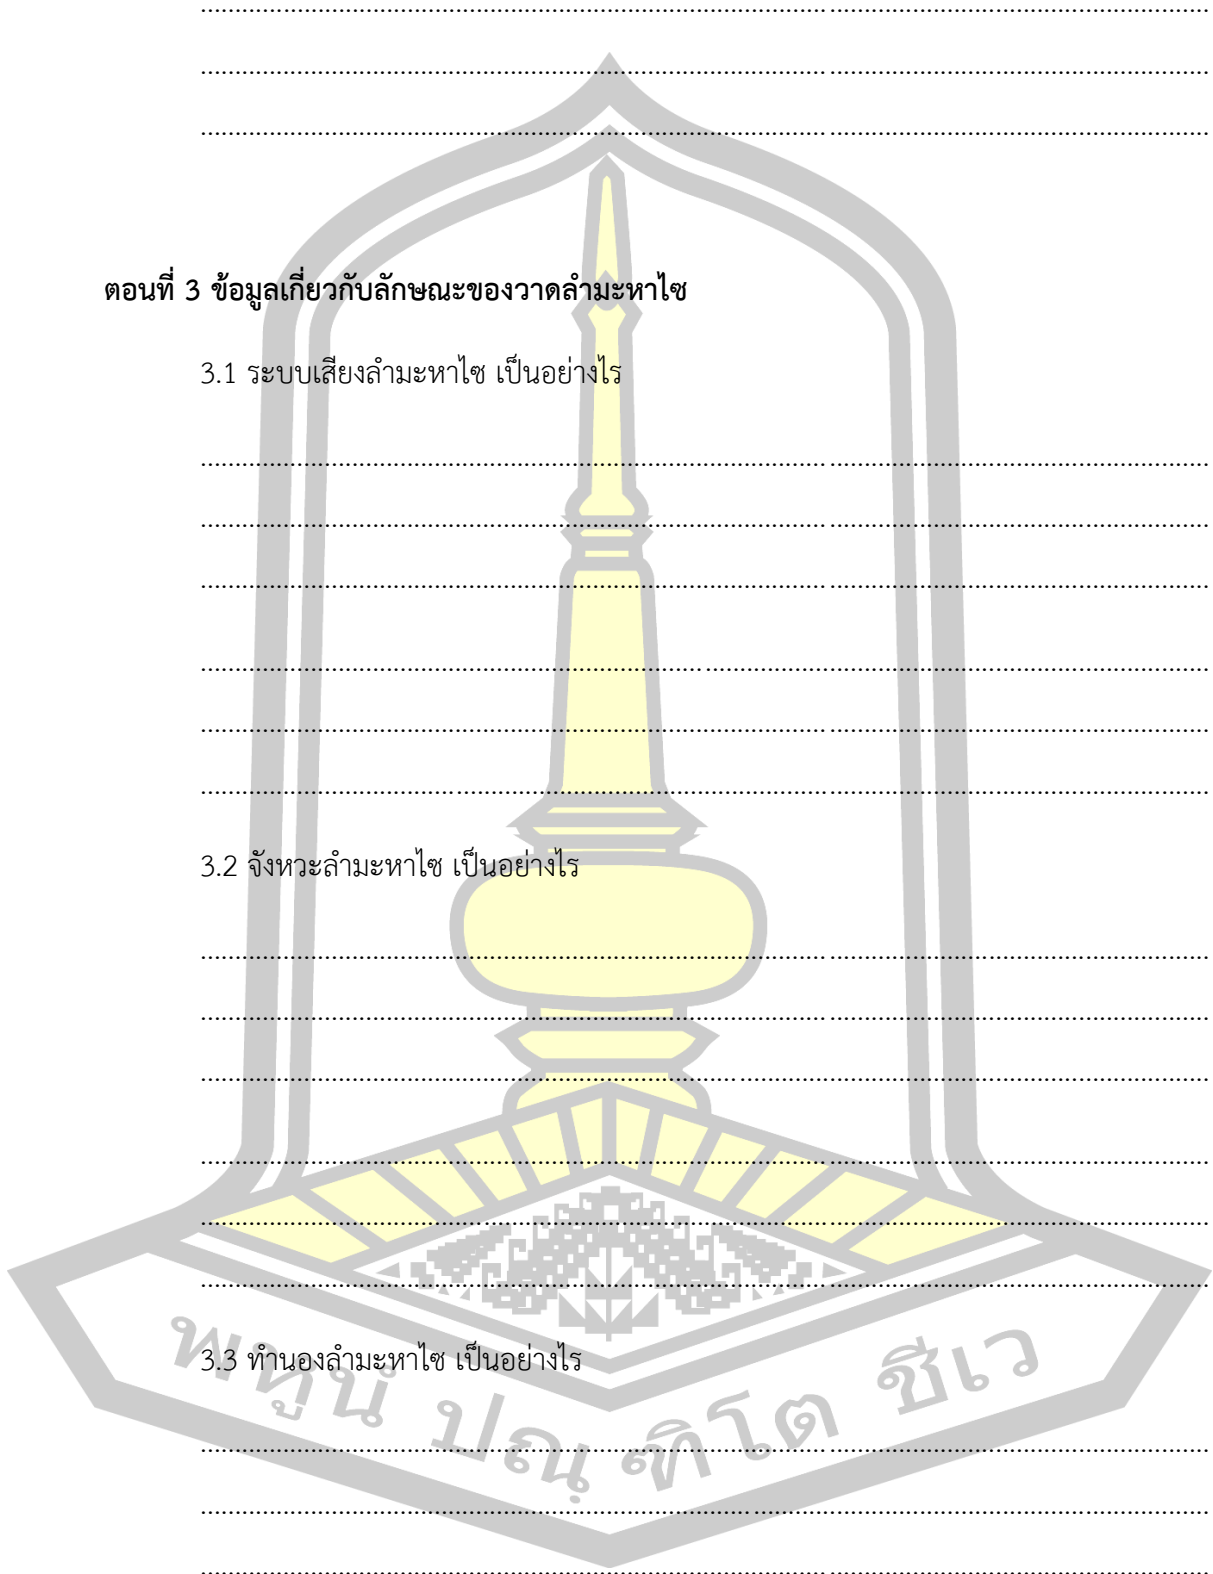 ตอนที่ 3 ข้อมูลเกี่ยวกับลักษณะของวาดลำมะหาไซ
3.1 ระบบเสียงลำมะหาไซ เป็นอย่างไร
3.2 จังหวะลำมะหาไซ เป็นอย่างไร
3.3 ทำนองลำมะหาไซ เป็นอย่างไร
พหูนํ ปณฺฑิโต ชีเว